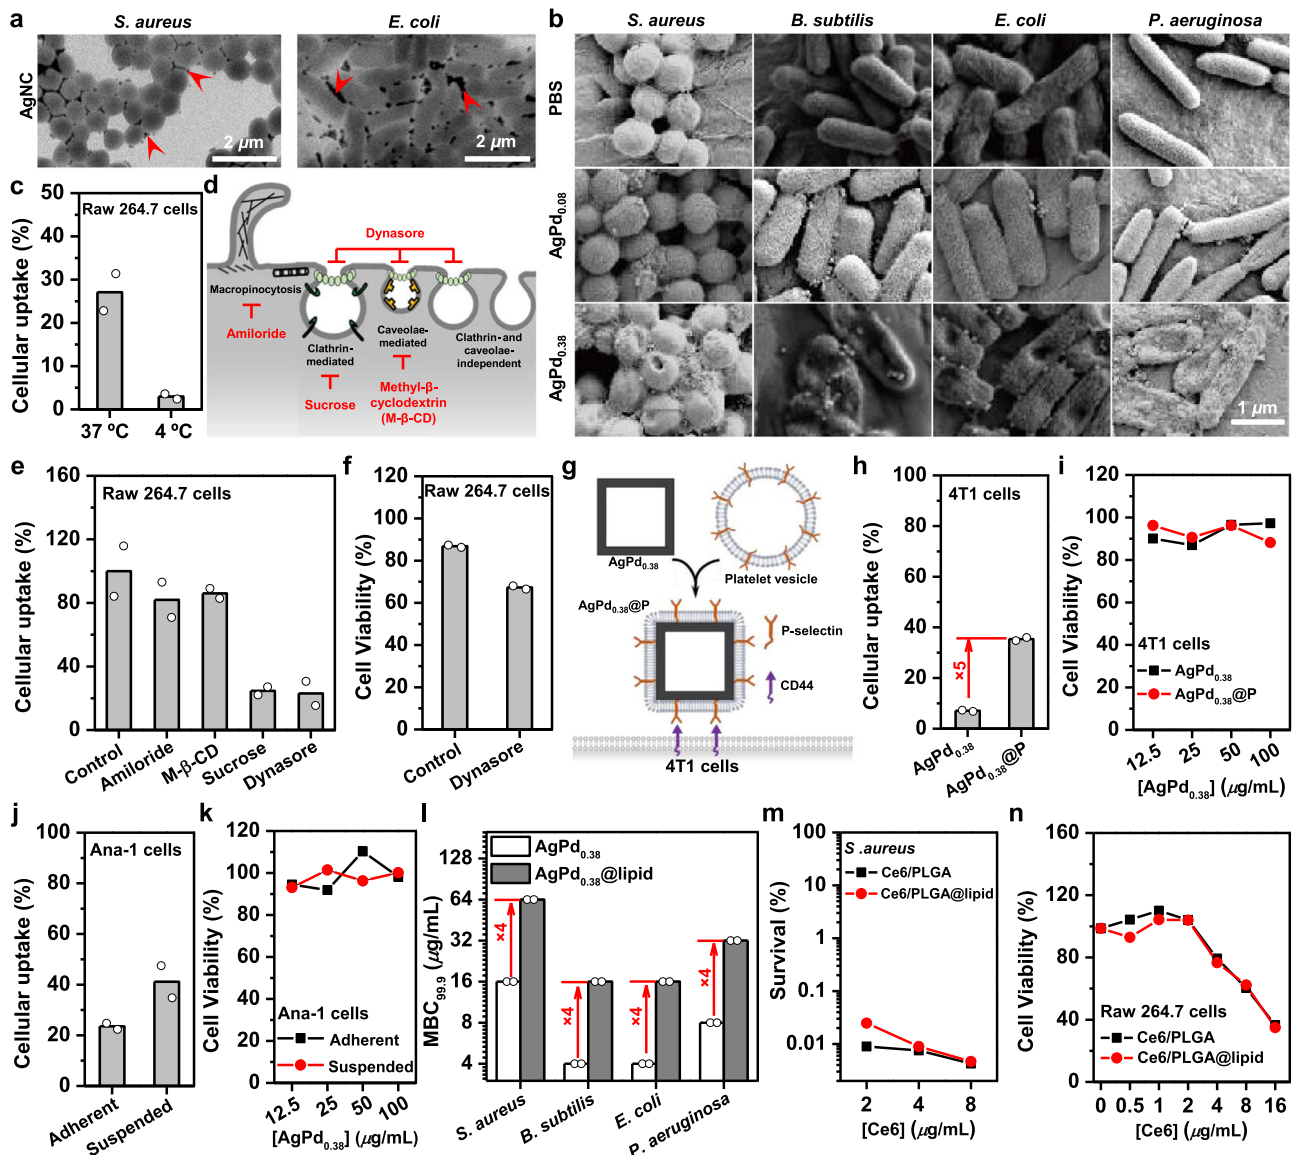 a
S. aureus
E. coli
AgNC
2 µm
2 µm
b
S. aureus
B. subtilis
E. coli
P. aeruginosa
PBS
AgPd0.08
AgPd0.38
1 µm
c
Raw 264.7 cells
Cellular uptake (%)
50
40
30
20
10
0
37 ºC
4 ºC
d
Dynasore
Macropinocytosis
Amiloride
Clathrin-
mediated
Sucrose
Caveolae-
mediated
Methyl-β-
cyclodextrin
(M-β-CD)
Clathrin-and
caveolae-
independent
e
Raw 264.7 cells
Cellular uptake (%)
160
120
80
40
0
Control
Amiloride
M-β-CD
Sucrose
Dynasore
f
Raw 264.7 cells
Cell Viability (%)
120
100
80
60
40
20
0
Control
Dynasore
g
AgPd0.38
Platelet vesicle
AgPd0.38@P
P-selectin
CD44
4T1 cells
h
4T1 cells
Cellular uptake (%)
100
80
60
40
20
0
×5
AgPd0.38
AgPd0.38@P
i
Cell Viability (%)
120
100
80
60
40
20
0
4T1 cells
AgPd0.38
AgPd0.38@P
12.5
25
50
100
[AgPd0.38] (µg/mL)
j
Ana-1 cells
Cellular uptake (%)
100
80
60
40
20
0
Adherent
Suspended
k
Cell Viability (%)
120
100
80
60
40
20
0
Ana-1 cells
Adherent
Suspended
12.5
25
50
100
[AgPd0.38] (µg/mL)
l
AgPd0.38
AgPd0.38@lipid
MBC99.9 (µg/mL)
128
64
32
16
8
4
×4
×4
×4
×4
S. aureus
B. subtilis
E. coli
P. aeruginosa
m
S .aureus
Ce6/PLGA
Ce6/PLGA@lipid
Survival (%)
100
10
1
0.1
0.01
2
4
8
[Ce6] (µg/mL)
n
Cell Viability (%)
160
120
80
40
0
Raw 264.7 cells
Ce6/PLGA
Ce6/PLGA@lipid
0
0.5
1
2
4
8
16
[Ce6] (µg/mL)